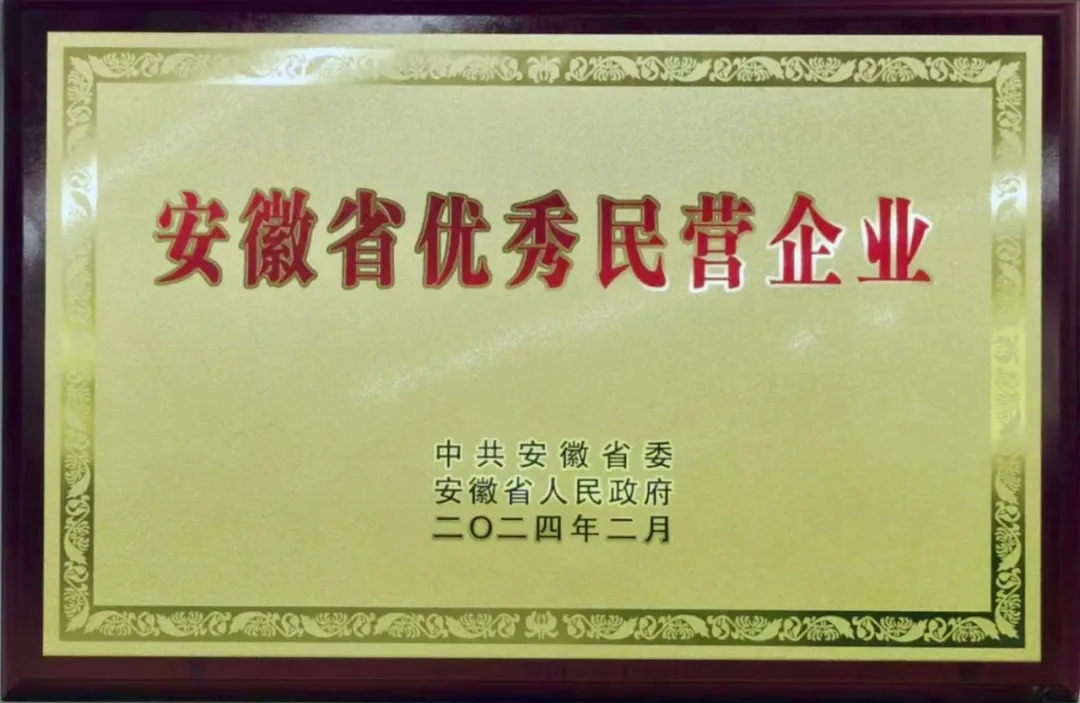 安徽省优秀民营企业
中共安徽省委
安徽省人民政府
二〇二四年二月